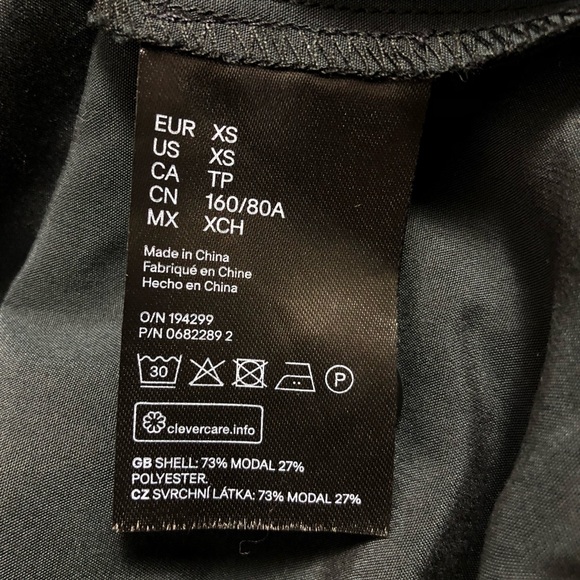 EUR XS
US XS
CA TP
CN 160/80A
MX XCH
Made in China
Fabriqué en Chine
Hecho en China
O/N 194299
P/N 0682289 2
30 P
clevercare.info
GB SHELL: 73% MODAL 27%
POLYESTER.
CZ SVRCHNÍ LÁTKA: 73% MODAL 27%